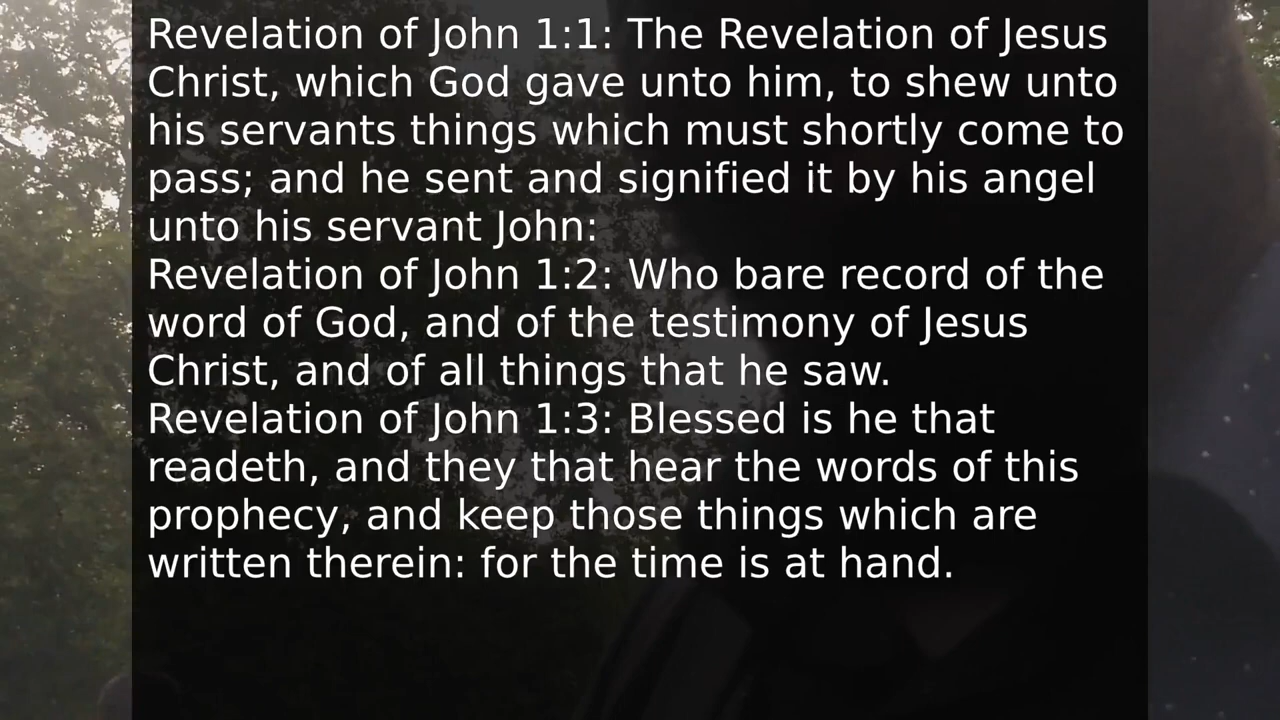 Revelation of John 1:1: The Revelation of Jesus
Christ, which God gave unto him, to shew unto
his servants things which must shortly come to
pass; and he sent and signified it by his angel
unto his servant John:
Revelation of John 1:2: Who bare record of the
word of God, and of the testimony of Jesus
Christ, and of all things that he saw.
Revelation of John 1:3: Blessed is he that
readeth, and they that hear the words of this
prophecy, and keep those things which are
written therein: for the time is at hand.